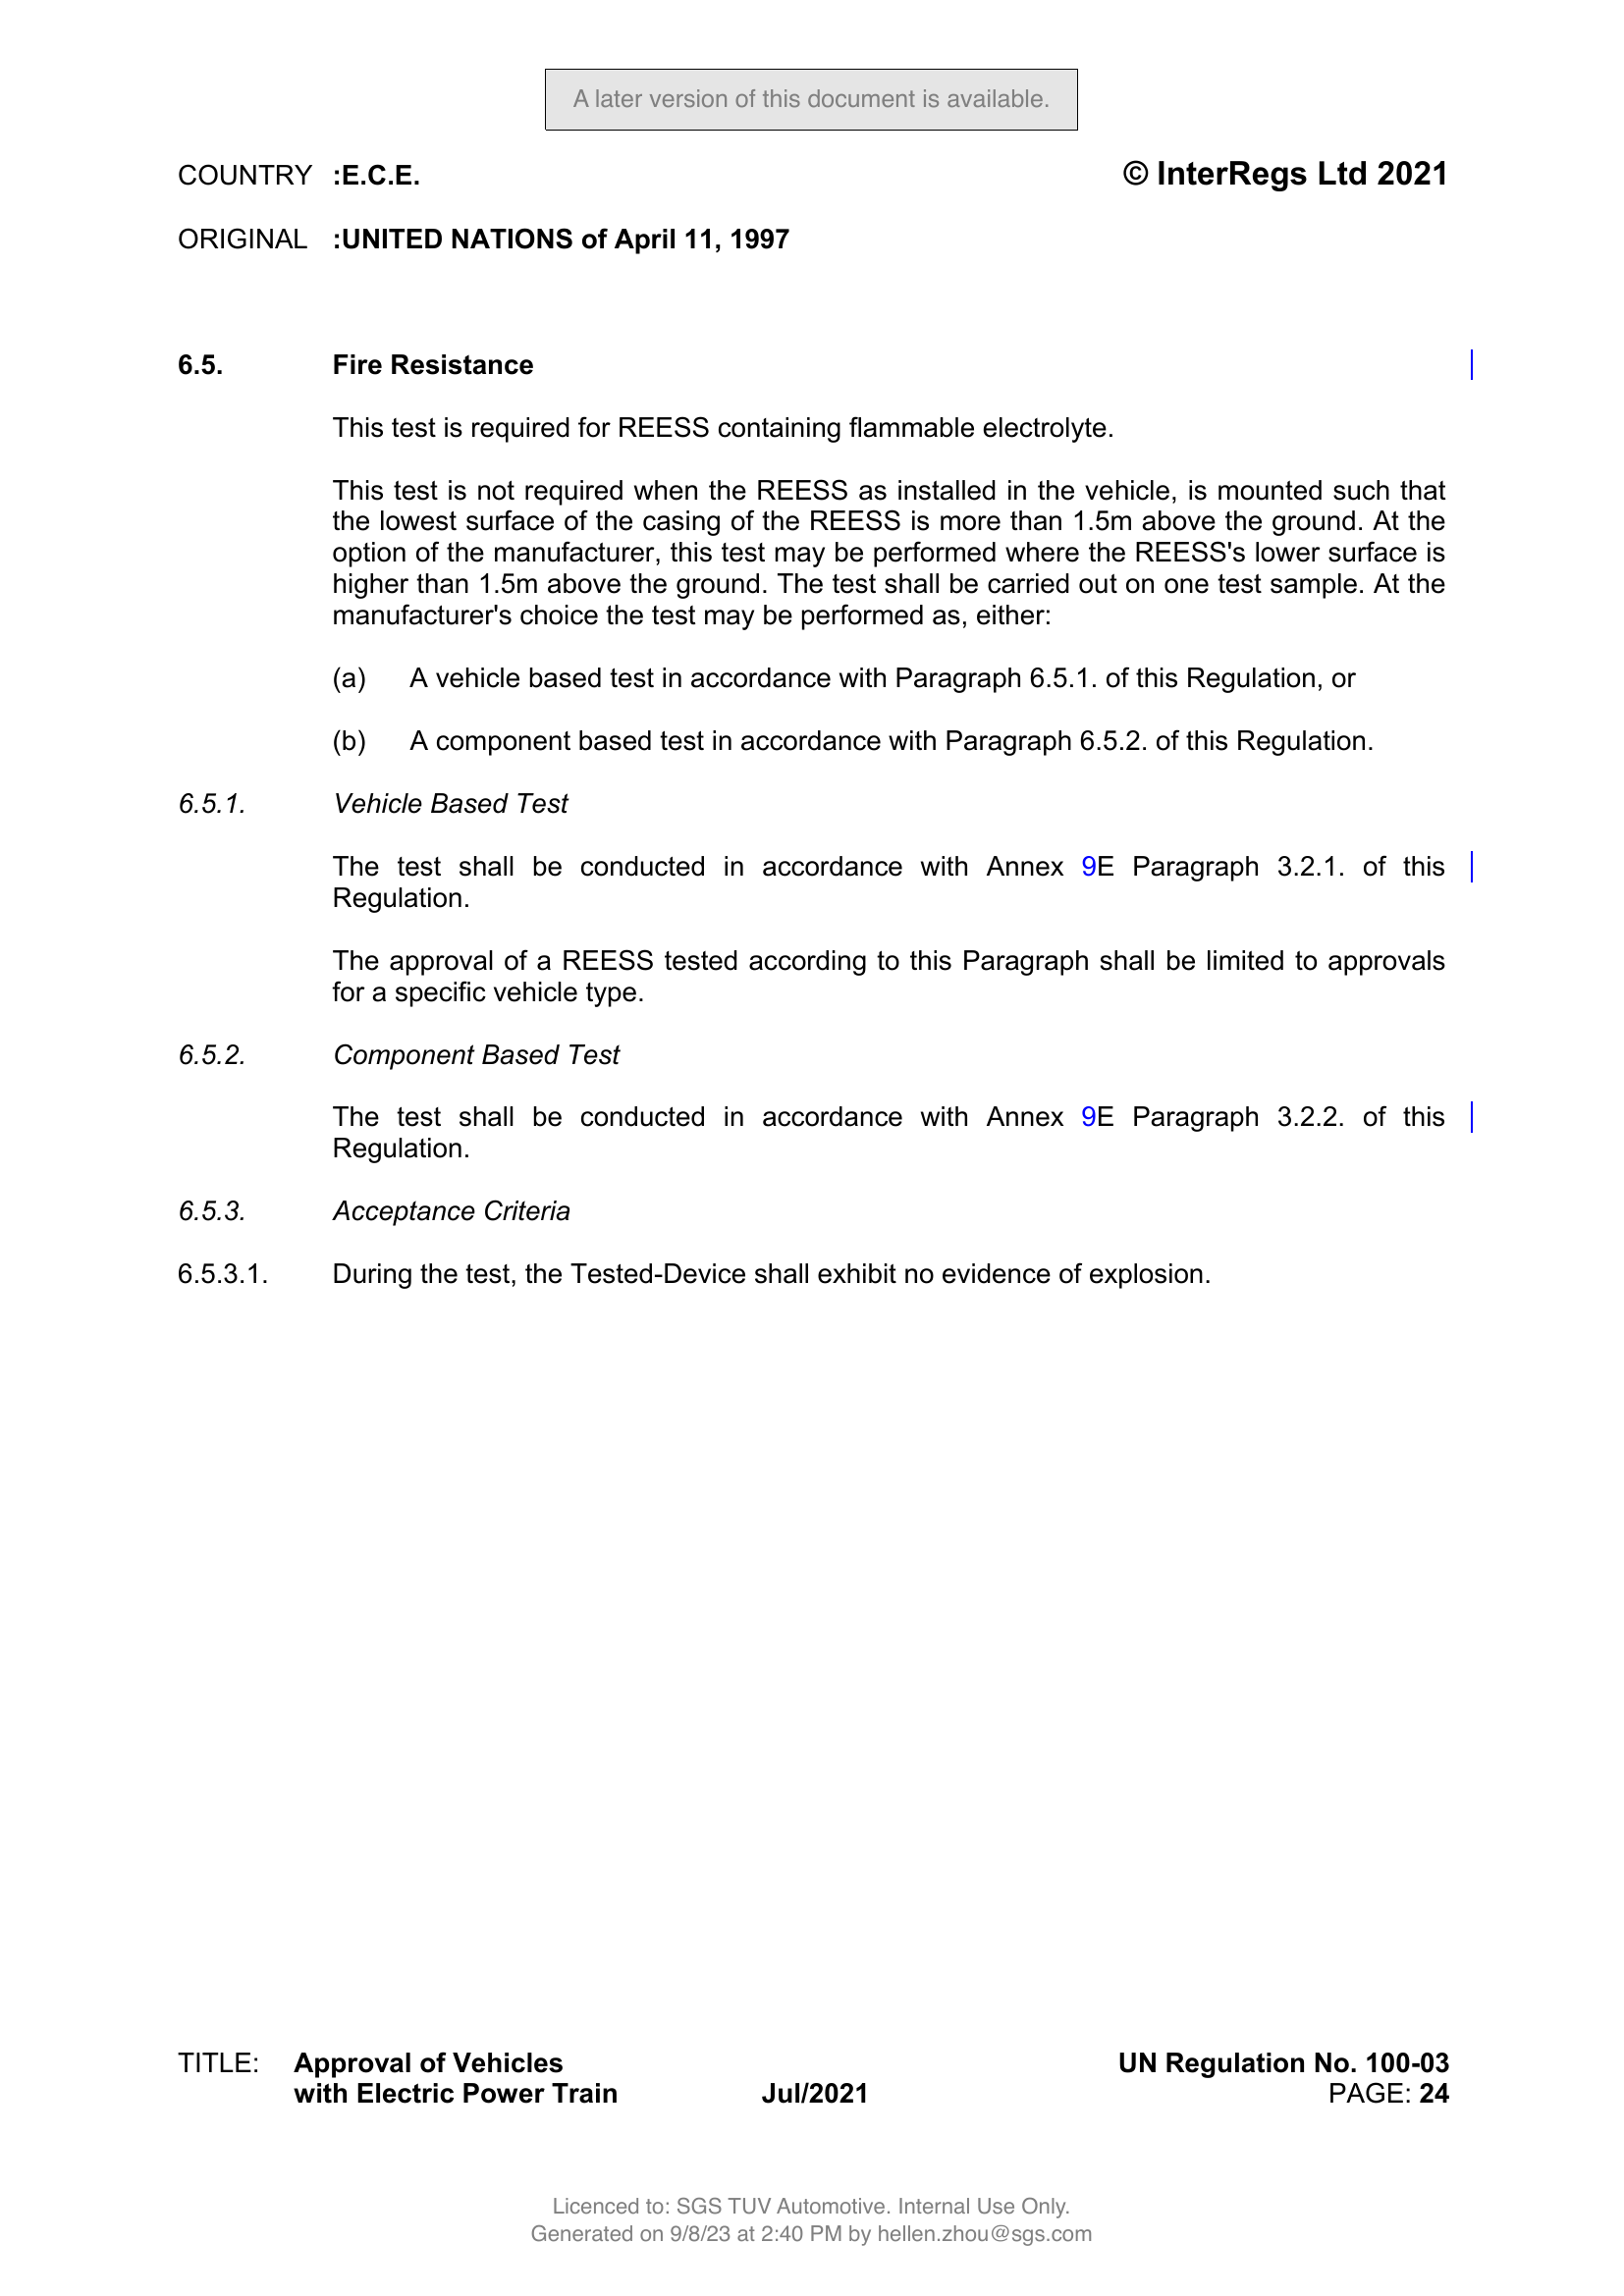 A later version of this document is available.
COUNTRY :E.C.E. © InterRegs Ltd 2021
ORIGINAL :UNITED NATIONS of April 11, 1997
6.5. Fire Resistance
This test is required for REESS containing flammable electrolyte.
This test is not required when the REESS as installed in the vehicle, is mounted such that
the lowest surface of the casing of the REESS is more than 1.5m above the ground. At the
option of the manufacturer, this test may be performed where the REESS's lower surface is
higher than 1.5m above the ground. The test shall be carried out on one test sample. At the
manufacturer's choice the test may be performed as, either:
(a) A vehicle based test in accordance with Paragraph 6.5.1. of this Regulation, or
(b) A component based test in accordance with Paragraph 6.5.2. of this Regulation.
6.5.1. Vehicle Based Test
The test shall be conducted in accordance with Annex 9E Paragraph 3.2.1. of this
Regulation.
The approval of a REESS tested according to this Paragraph shall be limited to approvals
for a specific vehicle type.
6.5.2. Component Based Test
The test shall be conducted in accordance with Annex 9E Paragraph 3.2.2. of this
Regulation.
6.5.3. Acceptance Criteria
6.5.3.1. During the test, the Tested-Device shall exhibit no evidence of explosion.
TITLE: Approval of Vehicles UN Regulation No. 100-03
with Electric Power Train Jul/2021 PAGE: 24
Licenced to: SGS TUV Automotive. Internal Use Only.
Generated on 9/8/23 at 2:40 PM by hellen.zhou@sgs.com